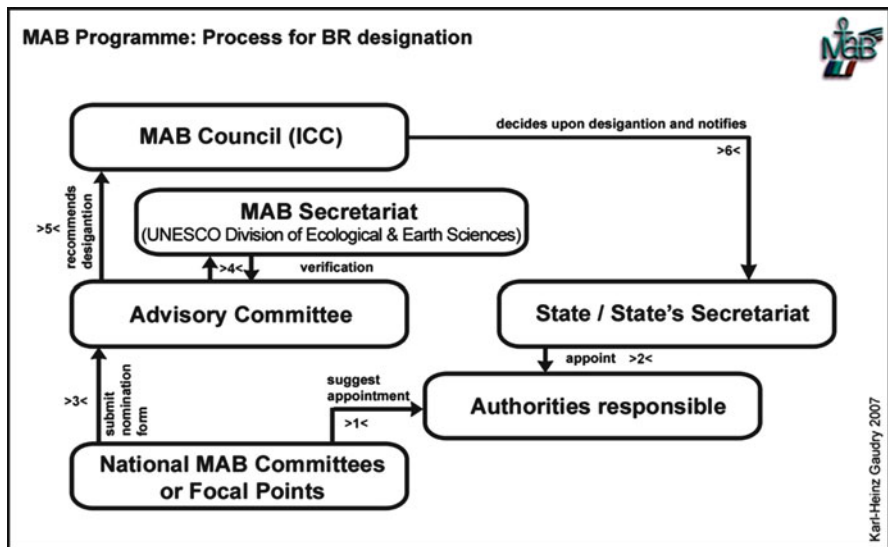 MAB Programme: Process for BR designation
MaB
MAB Council (ICC)
decides upon desigantion and notifies
>6<
>5<
recommends
desigantion
MAB Secretariat
(UNESCO Division of Ecological & Earth Sciences)
>4<
verification
Advisory Committee
State / State's Secretariat
appoint >2<
>3<
submit
nomination
form
suggest
appointment
>1<
Authorities responsible
National MAB Committees
or Focal Points
Karl-Heinz Gaudry 2007